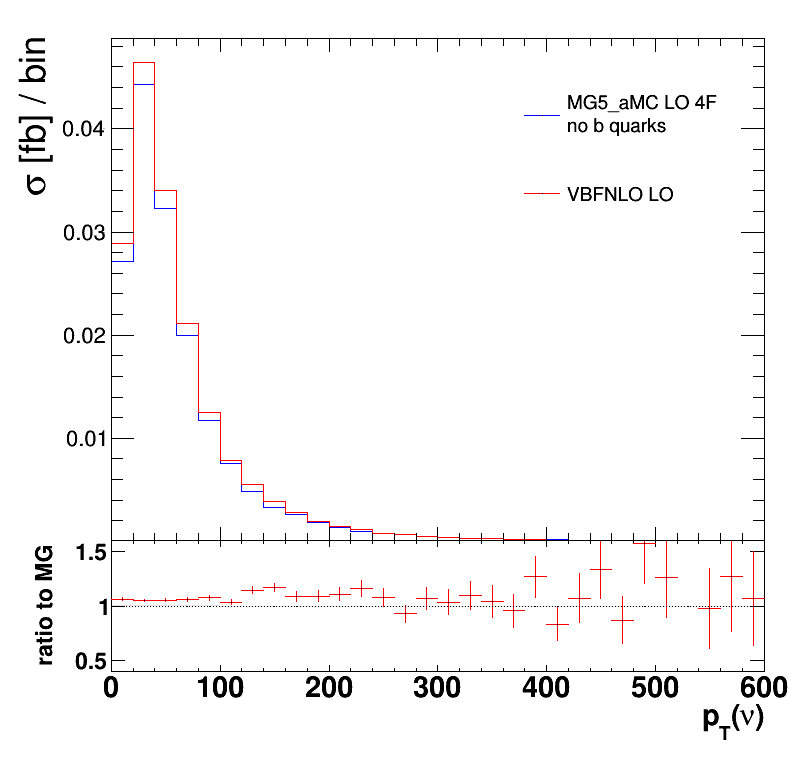 σ [fb] / bin
0.04
0.03
0.02
0.01
MG5_aMC LO 4F
no b quarks
VBFNLO LO
ratio to MG
1.5
1
0.5
0 100 200 300 400 500 600
p_T(ν)